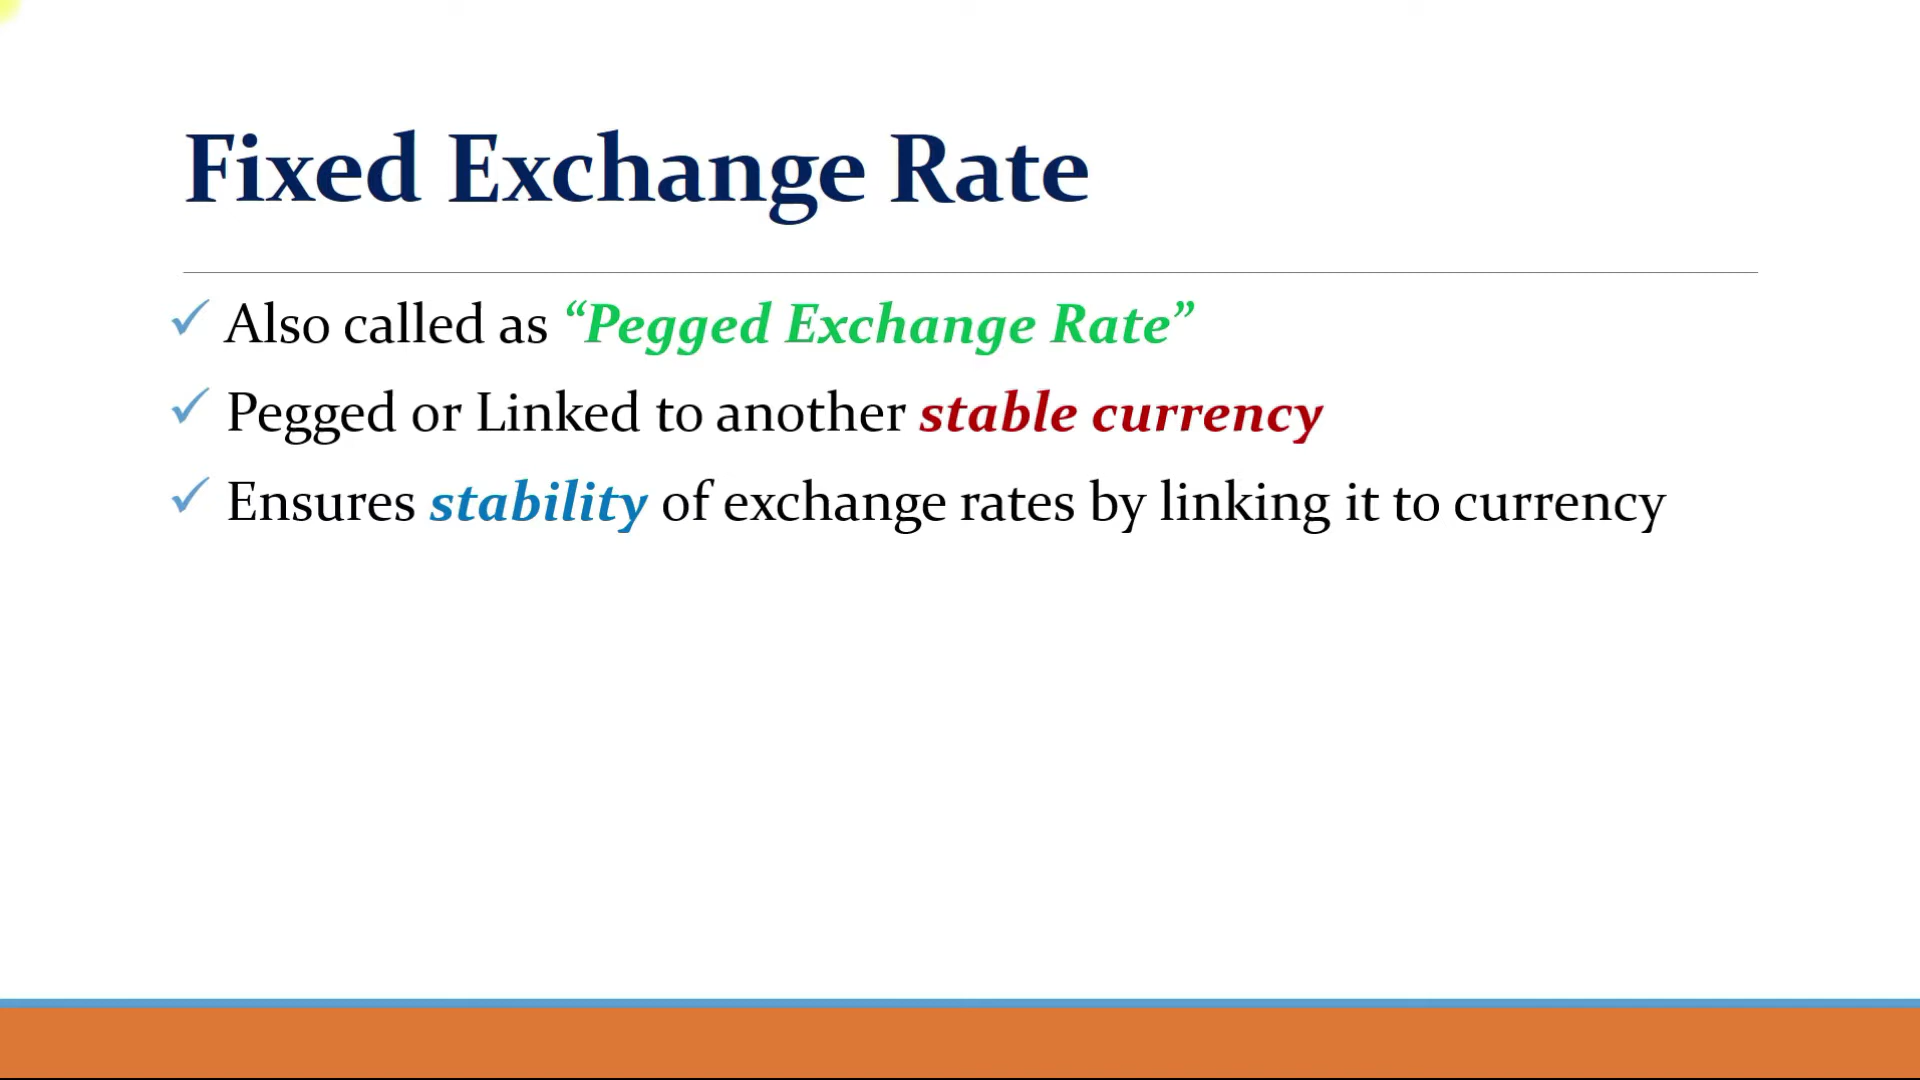 Fixed Exchange Rate
Also called as “Pegged Exchange Rate”
Pegged or Linked to another stable currency
Ensures stability of exchange rates by linking it to currency